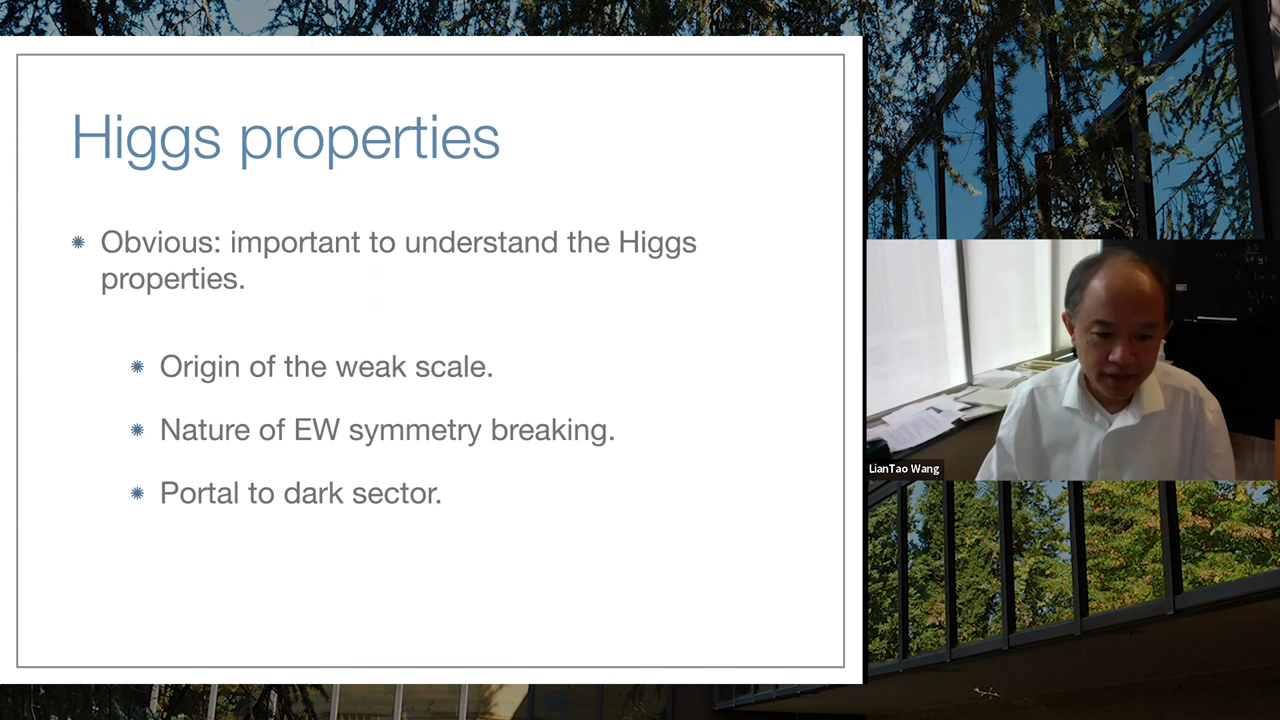 Higgs properties
Obvious: important to understand the Higgs
properties.
Origin of the weak scale.
Nature of EW symmetry breaking.
Portal to dark sector.
LianTao Wang